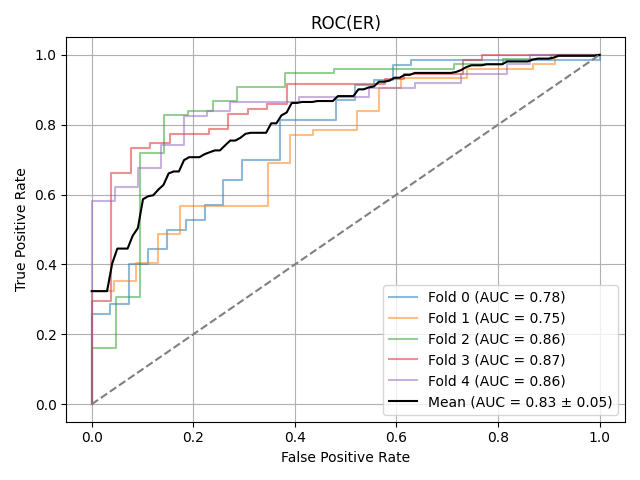 ROC(ER)
True Positive Rate
1.0
0.8
0.6
0.4
0.2
0.0
Fold 0 (AUC = 0.78)
Fold 1 (AUC = 0.75)
Fold 2 (AUC = 0.86)
Fold 3 (AUC = 0.87)
Fold 4 (AUC = 0.86)
Mean (AUC = 0.83 ± 0.05)
0.0 0.2 0.4 0.6 0.8 1.0
False Positive Rate